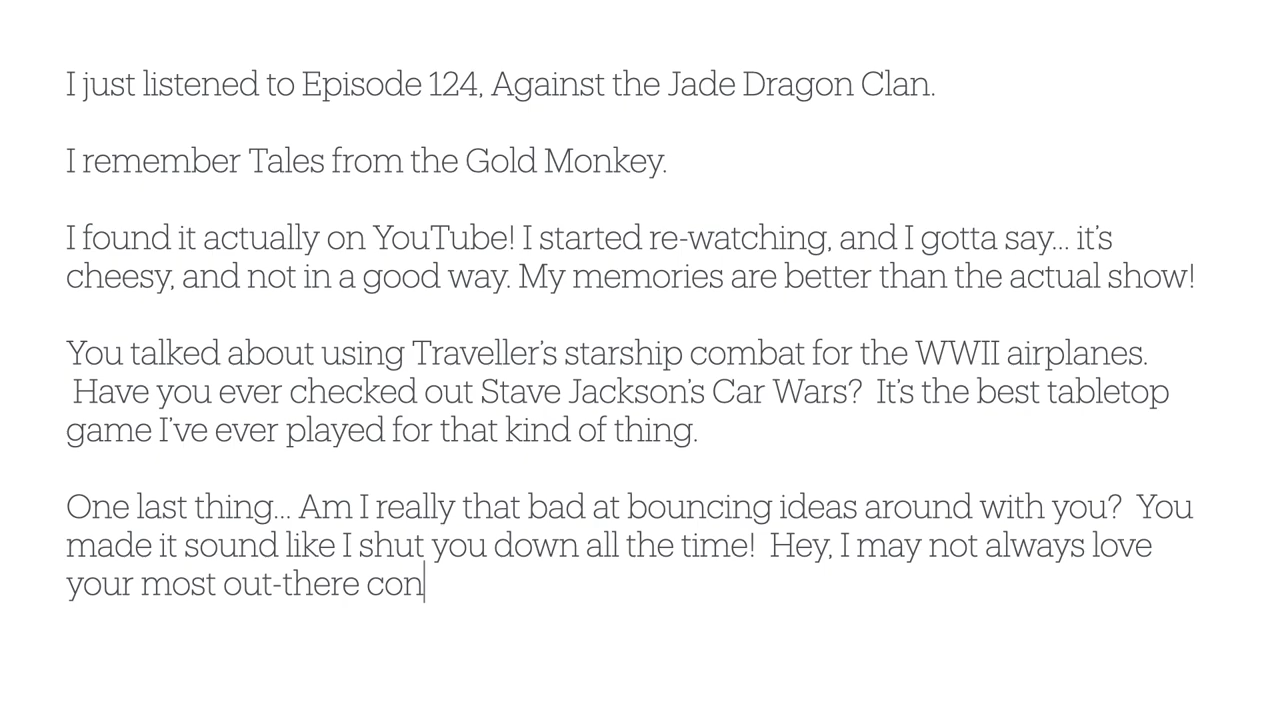 I just listened to Episode 124, Against the Jade Dragon Clan.
I remember Tales from the Gold Monkey.
I found it actually on YouTube! I started re-watching, and I gotta say... it's
cheesy, and not in a good way. My memories are better than the actual show!
You talked about using Traveller's starship combat for the WWII airplanes.
Have you ever checked out Stave Jackson's Car Wars?  It's the best tabletop
game I've ever played for that kind of thing.
One last thing... Am I really that bad at bouncing ideas around with you?  You
made it sound like I shut you down all the time!  Hey, I may not always love
your most out-there con